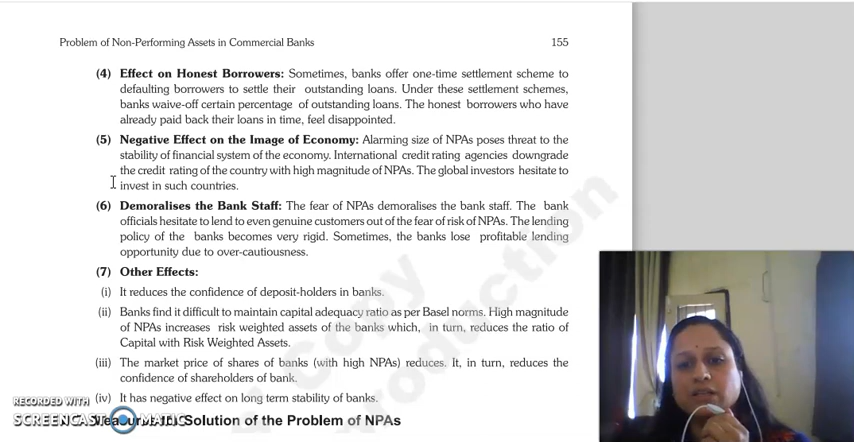 Problem of Non-Performing Assets in Commercial Banks 155
(4) Effect on Honest Borrowers: Sometimes, banks offer one-time settlement scheme to
defaulting borrowers to settle their outstanding loans. Under these settlement schemes,
banks waive-off certain percentage of outstanding loans. The honest borrowers who have
already paid back their loans in time, feel disappointed.
(5) Negative Effect on the Image of Economy: Alarming size of NPAs poses threat to the
stability of financial system of the economy. International credit rating agencies downgrade
the credit rating of the country with high magnitude of NPAs. The global investors hesitate to
invest in such countries.
(6) Demoralises the Bank Staff: The fear of NPAs demoralises the bank staff. The bank
officials hesitate to lend to even genuine customers out of the fear of risk of NPAs. The lending
policy of the banks becomes very rigid. Sometimes, the banks lose profitable lending
opportunity due to over-cautiousness.
(7) Other Effects:
(i) It reduces the confidence of deposit-holders in banks.
(ii) Banks find it difficult to maintain capital adequacy ratio as per Basel norms. High magnitude
of NPAs increases risk weighted assets of the banks which, in turn, reduces the ratio of
Capital with Risk Weighted Assets.
(iii) The market price of shares of banks (with high NPAs) reduces. It, in turn, reduces the
confidence of shareholders of bank.
(iv) It has negative effect on long term stability of banks.
Solution of the Problem of NPAs
RECORDED WITH
SCREENCAST MATIC
Copy